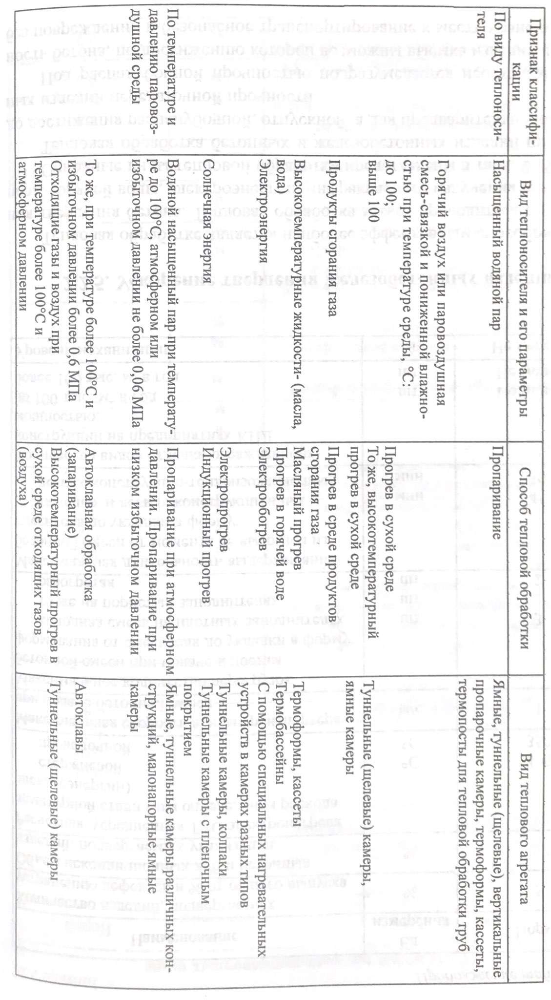 Признак классифи-
кации
Вид теплоносителя и его параметры
Способ тепловой обработки
Вид теплового агрегата
По виду теплоноси-
теля
Насыщенный водяной пар
Пропаривание
Ямные, туннельные (щелевые), вертикальные
пропарочные камеры, термоформы, кассеты,
термопосты для тепловой обработки труб
Горячий воздух или паровоздушная
смесь-сявкой и пониженной влажно-
стью при температуре среды, °С:
до 100;
выше 100
Прогрев в сухой среде
То же, высокотемпературный
прогрев в сухой среде
Туннельные (щелевые) камеры,
ямные камеры
Продукты сгорания газа
Прогрев в среде продуктов
сгорания газа
Высокотемпературные жидкости- (масла,
вода)
Масляный прогрев
Прогрев в горячей воде
Термоформы, кассеты
Термобассейны
Электроэнергия
Электрообогрев
Электропрогрев
Индукционный прогрев
С помощью специальных нагревательных
устройств в камерах разных типов
Туннельные камеры, колпаки
Солнечная энергия
Туннельные камеры с пленочным
покрытием
По температуре и
давлению паровоз-
душной среды
Водяной насыщенный пар -при температу-
ре до 100°С, атмосферном или
избыточном давлении не более 0,06 МПа
Пропаривание при атмосферном
давлении Пропаривание при
низком избыточном давлении
Ямные, туннельные камеры различных кон-
струкций, малонапорные ямные
камеры
То же, при температуре более 100°С и
избыточном давлении более 0,6 МПа
Автоклавная обработка
(запаривание)
Автоклавы
Отходящие газы и воздух при
температуре более 100°С и
атмосферном давлении
Высокотемпературный прогрев в
сухой среде отходящих газов
(воздуха)
Туннельные (щелевые) камеры